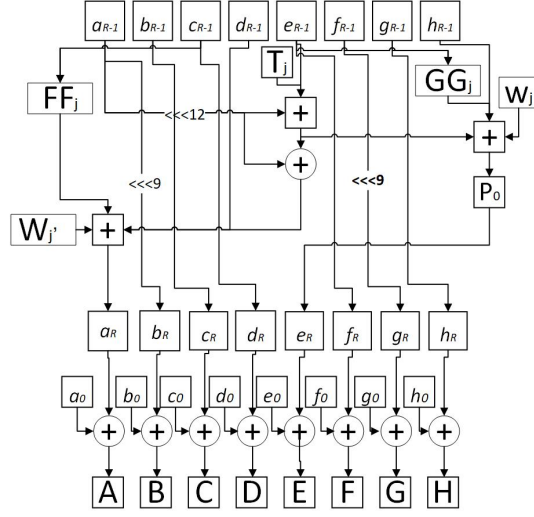 aR-1 bR-1 cR-1 dR-1 eR-1 fR-1 gR-1 hR-1
Tj
FFj GGj wj
<<<12 + +
+
<<<9 <<<9 P0
Wj' +
aR bR cR dR eR fR gR hR
a0 b0 c0 d0 e0 f0 g0 h0
+ + + + + + + +
A B C D E F G H